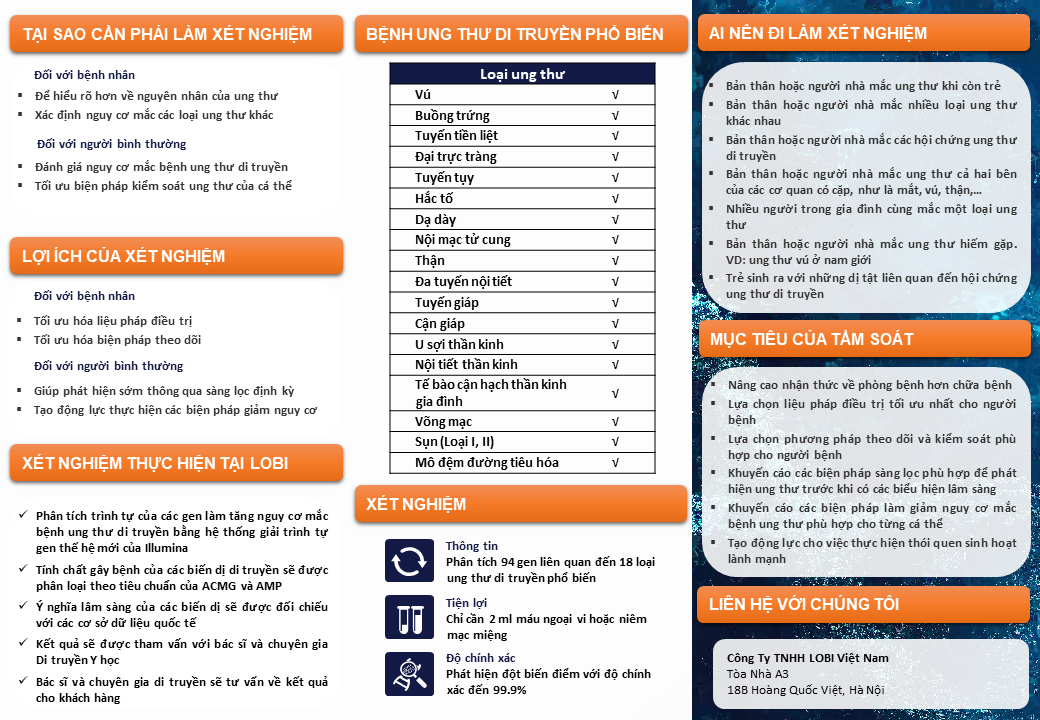 TẠI SAO CẦN PHẢI LÀM XÉT NGHIỆM
Đối với bệnh nhân
▪ Để hiểu rõ hơn về nguyên nhân của ung thư
▪ Xác định nguy cơ mắc các loại ung thư khác
Đối với người bình thường
▪ Đánh giá nguy cơ mắc bệnh ung thư di truyền
▪ Tối ưu biện pháp kiểm soát ung thư của cá thể
LỢI ÍCH CỦA XÉT NGHIỆM
Đối với bệnh nhân
▪ Tối ưu hóa liệu pháp điều trị
▪ Tối ưu hóa biện pháp theo dõi
Đối với người bình thường
▪ Giúp phát hiện sớm thông qua sàng lọc định kỳ
▪ Tạo động lực thực hiện các biện pháp giảm nguy cơ
XÉT NGHIỆM THỰC HIỆN TẠI LOBI
✓ Phân tích trình tự của các gen làm tăng nguy cơ mắc
bệnh ung thư di truyền bằng hệ thống giải trình tự
gen thế hệ mới của Illumina
✓ Tính chất gây bệnh của các biến dị di truyền sẽ được
phân loại theo tiêu chuẩn của ACMG và AMP
✓ Ý nghĩa lâm sàng của các biến dị sẽ được đối chiếu
với các cơ sở dữ liệu quốc tế
✓ Kết quả sẽ được tham vấn với bác sĩ và chuyên gia
Di truyền Y học
✓ Bác sĩ và chuyên gia di truyền sẽ tư vấn về kết quả
cho khách hàng
BỆNH UNG THƯ DI TRUYỀN PHỔ BIẾN
Loại ung thư
Vú √
Buồng trứng √
Tuyến tiền liệt √
Đại trực tràng √
Tuyến tụy √
Hắc tố √
Dạ dày √
Nội mạc tử cung √
Thận √
Đa tuyến nội tiết √
Tuyến giáp √
Cận giáp √
U sợi thần kinh √
Nội tiết thần kinh √
Tế bào cận hạch thần kinh
gia đình √
Võng mạc √
Sụn (Loại I, II) √
Mô đệm đường tiêu hóa √
XÉT NGHIỆM
Thông tin
Phân tích 94 gen liên quan đến 18 loại
ung thư di truyền phổ biến
Tiện lợi
Chỉ cần 2 ml máu ngoại vi hoặc niêm
mạc miệng
Độ chính xác
Phát hiện đột biến điểm với độ chính
xác đến 99.9%
AI NÊN ĐI LÀM XÉT NGHIỆM
▪ Bản thân hoặc người nhà mắc ung thư khi còn trẻ
▪ Bản thân hoặc người nhà mắc nhiều loại ung thư
khác nhau
▪ Bản thân hoặc người nhà mắc các hội chứng ung thư
di truyền
▪ Bản thân hoặc người nhà mắc ung thư cả hai bên
của các cơ quan có cặp, như là mắt, vú, thận,...
▪ Nhiều người trong gia đình cùng mắc một loại ung
thư
▪ Bản thân hoặc người nhà mắc ung thư hiếm gặp.
VD: ung thư vú ở nam giới
▪ Trẻ sinh ra với những dị tật liên quan đến hội chứng
ung thư di truyền
MỤC TIÊU CỦA TẦM SOÁT
▪ Nâng cao nhận thức về phòng bệnh hơn chữa bệnh
▪ Lựa chọn liệu pháp điều trị tối ưu nhất cho người
bệnh
▪ Lựa chọn phương pháp theo dõi và kiểm soát phù
hợp cho người bệnh
▪ Khuyến cáo các biện pháp sàng lọc phù hợp để phát
hiện ung thư trước khi có các biểu hiện lâm sàng
▪ Khuyến cáo các biện pháp làm giảm nguy cơ mắc
bệnh ung thư phù hợp cho từng cá thể
▪ Tạo động lực cho việc thực hiện thói quen sinh hoạt
lành mạnh
LIÊN HỆ VỚI CHÚNG TÔI
Công Ty TNHH LOBI Việt Nam
Tòa Nhà A3
18B Hoàng Quốc Việt, Hà Nội